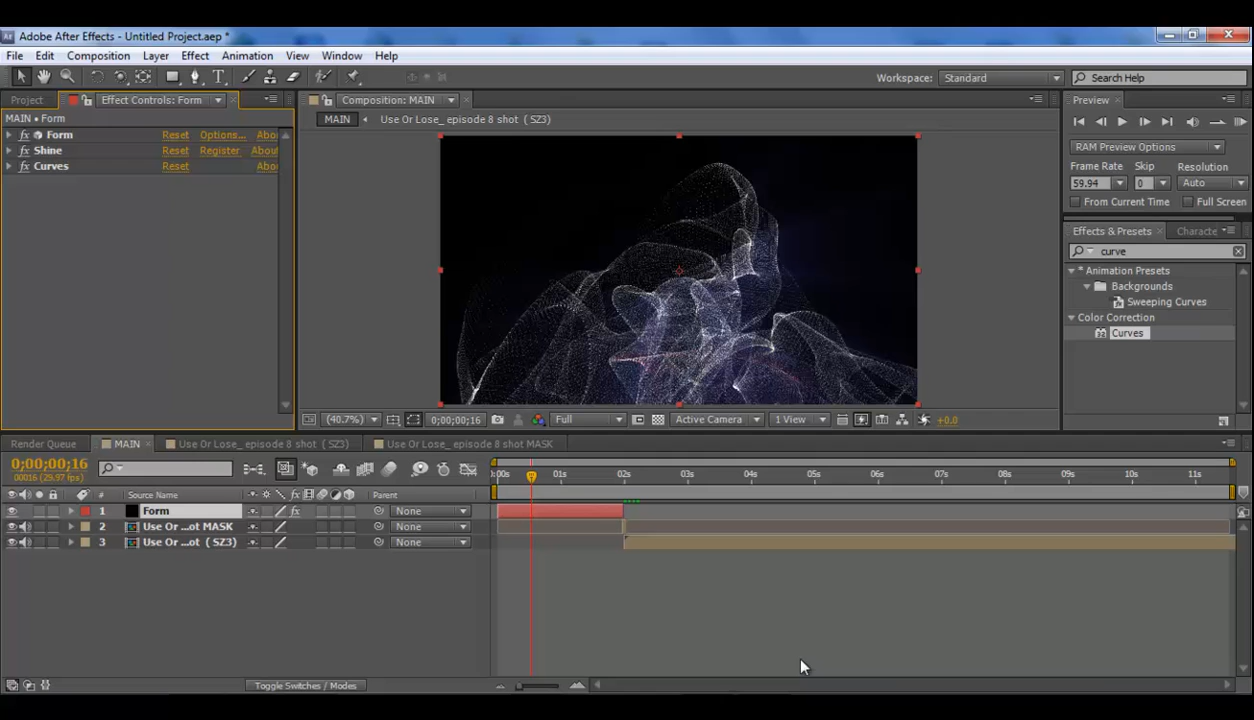 Adobe After Effects - Untitled Project.aep *
File Edit Composition Layer Effect Animation View Window Help
Workspace: Standard Search Help
Project Effect Controls: Form Composition: MAIN Preview
MAIN • Form MAIN Use Or Lose_ episode 8 shot ( SZ3)
fx Form Reset Options... Abou
fx Shine Reset Register About
fx Curves Reset Abou
RAM Preview Options
Frame Rate Skip Resolution
59.94 0 Auto
From Current Time Full Screen
Effects & Presets Characte
curve
* Animation Presets
Backgrounds
Sweeping Curves
Color Correction
Curves
(40.7%) 0;00;00;16 Full Active Camera 1 View +0.0
Render Queue MAIN Use Or Lose_ episode 8 shot ( SZ3) Use Or Lose_ episode 8 shot MASK
0;00;00;16
00016 (29.97 fps)
:00s 01s 02s 03s 04s 05s 06s 07s 08s 09s 10s 11s
# Source Name fx Parent
1 Form fx None
2 Use Or ...ot MASK None
3 Use Or ...ot ( SZ3) None
Toggle Switches / Modes